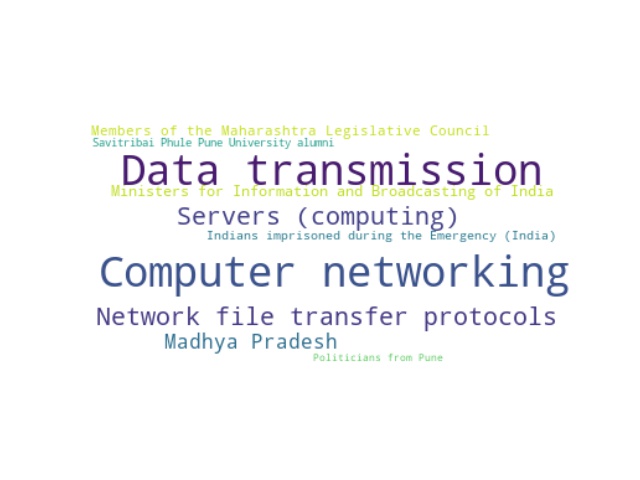 Members of the Maharashtra Legislative Council
Savitribai Phule Pune University alumni
Data transmission
Ministers for Information and Broadcasting of India
Servers (computing)
Indians imprisoned during the Emergency (India)
Computer networking
Network file transfer protocols
Madhya Pradesh
Politicians from Pune